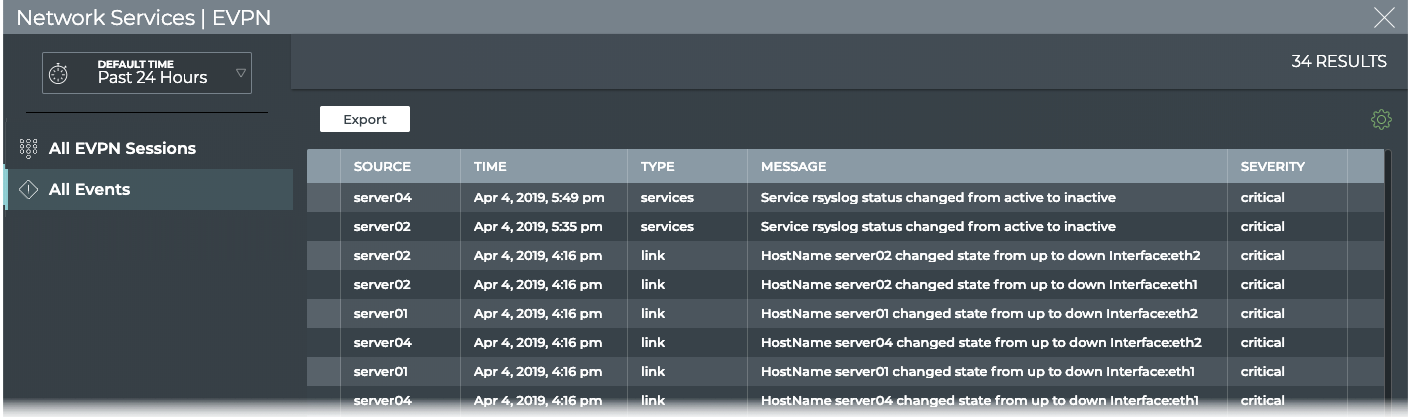 Network Services | EVPN
DEFAULT TIME
Past 24 Hours
34 RESULTS
All EVPN Sessions
All Events
Export
SOURCE TIME TYPE MESSAGE SEVERITY
server04 Apr 4, 2019, 5:49 pm services Service rsyslog status changed from active to inactive critical
server02 Apr 4, 2019, 5:35 pm services Service rsyslog status changed from active to inactive critical
server02 Apr 4, 2019, 4:16 pm link HostName server02 changed state from up to down Interface:eth2 critical
server02 Apr 4, 2019, 4:16 pm link HostName server02 changed state from up to down Interface:eth1 critical
server01 Apr 4, 2019, 4:16 pm link HostName server01 changed state from up to down Interface:eth2 critical
server04 Apr 4, 2019, 4:16 pm link HostName server04 changed state from up to down Interface:eth2 critical
server01 Apr 4, 2019, 4:16 pm link HostName server01 changed state from up to down Interface:eth1 critical
server04 Apr 4, 2019, 4:16 pm link HostName server04 changed state from up to down Interface:eth1 critical